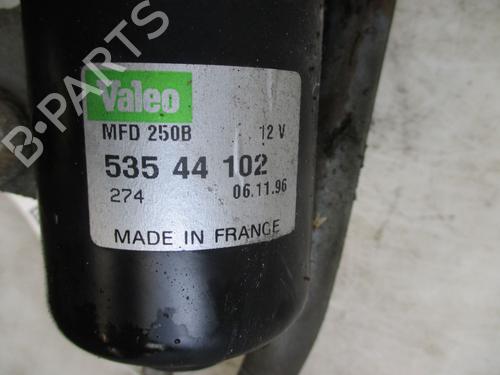 B-PARTS
Valeo
MFD 250B 12 V
535 44 102
274 06.11.96
MADE IN FRANCE